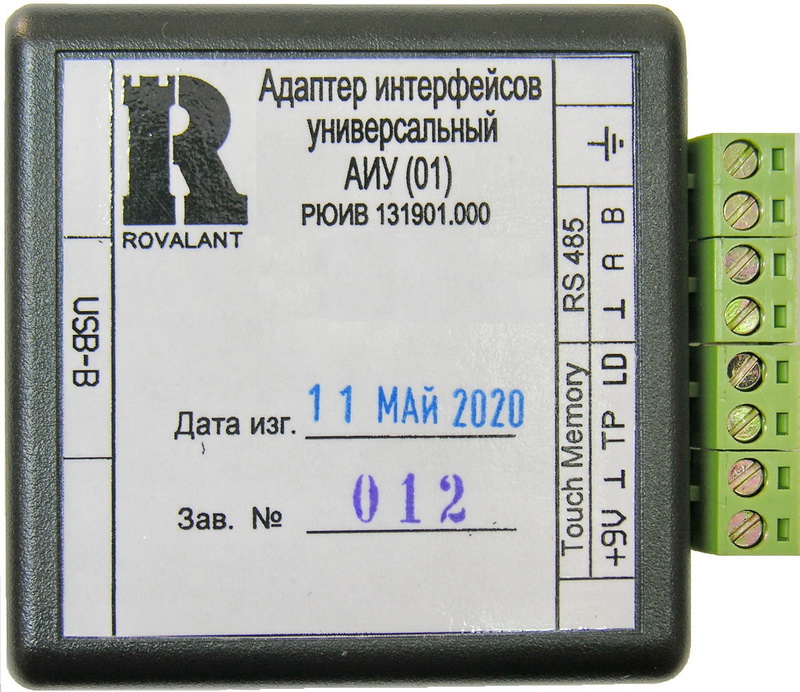 Адаптер интерфейсов
универсальный
АИУ (01)
РЮИВ 131901.000
R
ROVALANT
USB-B
Дата изг. 11 МАЙ 2020
Зав. № 012
RS 485
⊥ A B
Touch Memory
+9V ⊥ TP LD